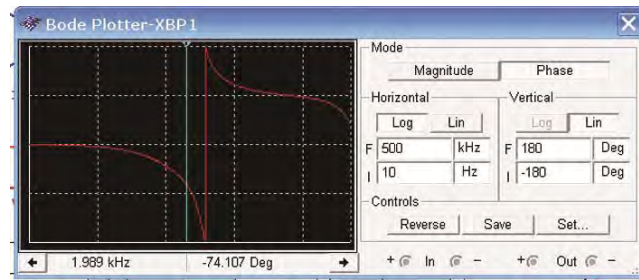 Bode Plotter-XBP1
Mode
Magnitude Phase
Horizontal Vertical
Log Lin Log Lin
F 500 kHz F 180 Deg
I 10 Hz I -180 Deg
Controls
Reverse Save Set...
1.989 kHz -74.107 Deg + In - + Out -